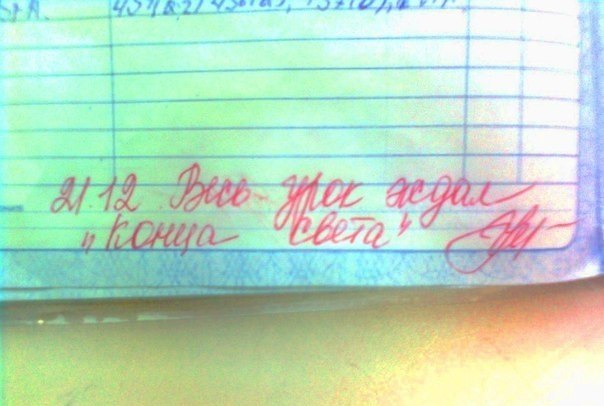 21.12 Весь урок ждал
"Конца света"